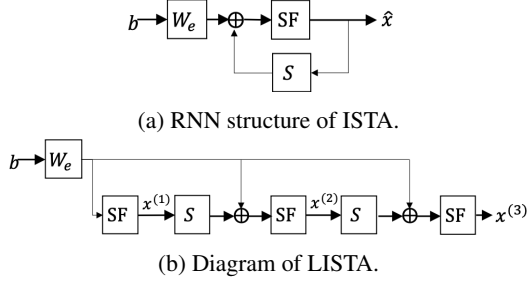 b W_e ⊕ SF x̂
S
(a) RNN structure of ISTA.
b W_e
SF x^(1) S ⊕ SF x^(2) S ⊕ SF x^(3)
(b) Diagram of LISTA.